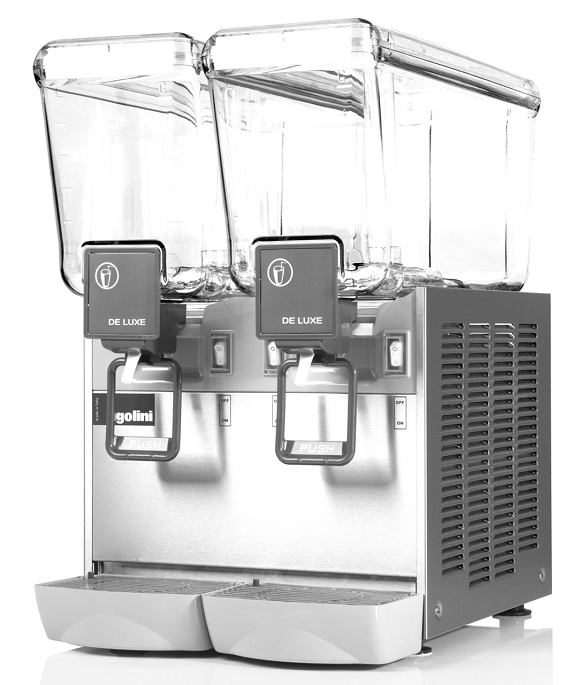 DE LUXE
DE LUXE
golini
OFF
ON
OFF
ON
PUSH
PUSH